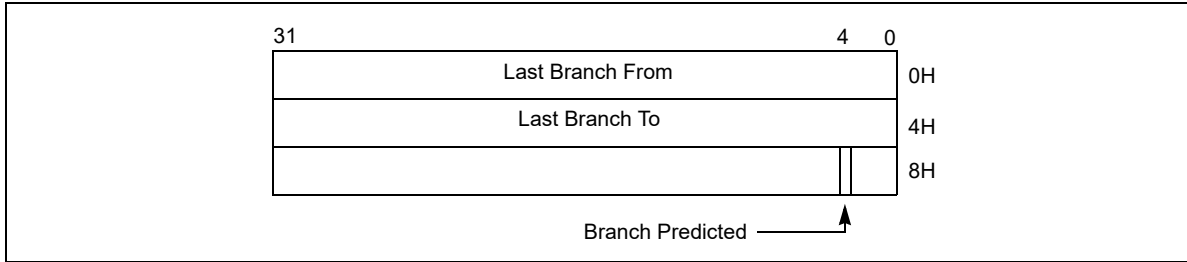 31 4 0
Last Branch From 0H
Last Branch To 4H
8H
Branch Predicted